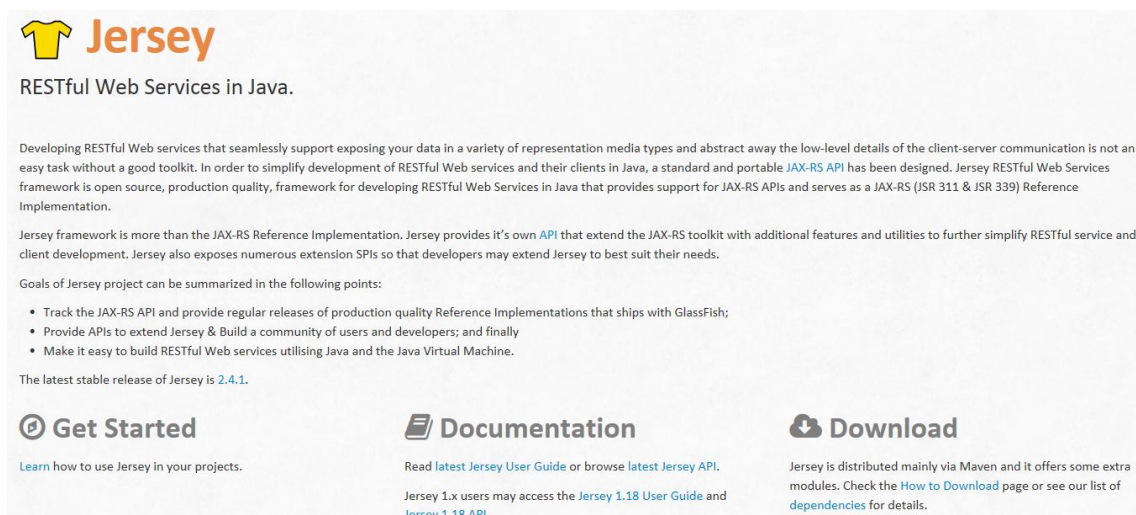 Jersey
RESTful Web Services in Java.
Developing RESTful Web services that seamlessly support exposing your data in a variety of representation media types and abstract away the low-level details of the client-server communication is not an
easy task without a good toolkit. In order to simplify development of RESTful Web services and their clients in Java, a standard and portable JAX-RS API has been designed. Jersey RESTful Web Services
framework is open source, production quality, framework for developing RESTful Web Services in Java that provides support for JAX-RS APIs and serves as a JAX-RS (JSR 311 & JSR 339) Reference
Implementation.
Jersey framework is more than the JAX-RS Reference Implementation. Jersey provides it's own API that extend the JAX-RS toolkit with additional features and utilities to further simplify RESTful service and
client development. Jersey also exposes numerous extension SPIs so that developers may extend Jersey to best suit their needs.
Goals of Jersey project can be summarized in the following points:
• Track the JAX-RS API and provide regular releases of production quality Reference Implementations that ships with GlassFish;
• Provide APIs to extend Jersey & Build a community of users and developers; and finally
• Make it easy to build RESTful Web services utilising Java and the Java Virtual Machine.
The latest stable release of Jersey is 2.4.1.
Get Started
Learn how to use Jersey in your projects.
Documentation
Read latest Jersey User Guide or browse latest Jersey API.
Jersey 1.x users may access the Jersey 1.18 User Guide and
Jersey 1.18 API
Download
Jersey is distributed mainly via Maven and it offers some extra
modules. Check the How to Download page or see our list of
dependencies for details.